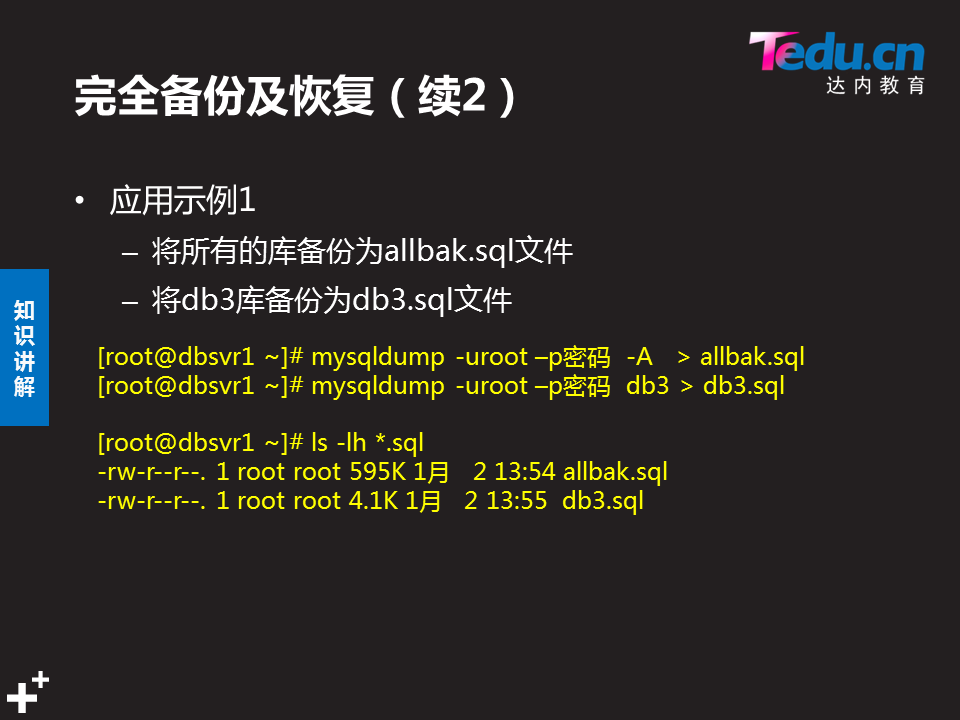 Tedu.cn
达内教育
完全备份及恢复（续2）
• 应用示例1
– 将所有的库备份为allbak.sql文件
– 将db3库备份为db3.sql文件
知识讲解
[root@dbsvr1 ~]# mysqldump -uroot –p密码 -A > allbak.sql
[root@dbsvr1 ~]# mysqldump -uroot –p密码 db3 > db3.sql
[root@dbsvr1 ~]# ls -lh *.sql
-rw-r--r--. 1 root root 595K 1月 2 13:54 allbak.sql
-rw-r--r--. 1 root root 4.1K 1月 2 13:55 db3.sql